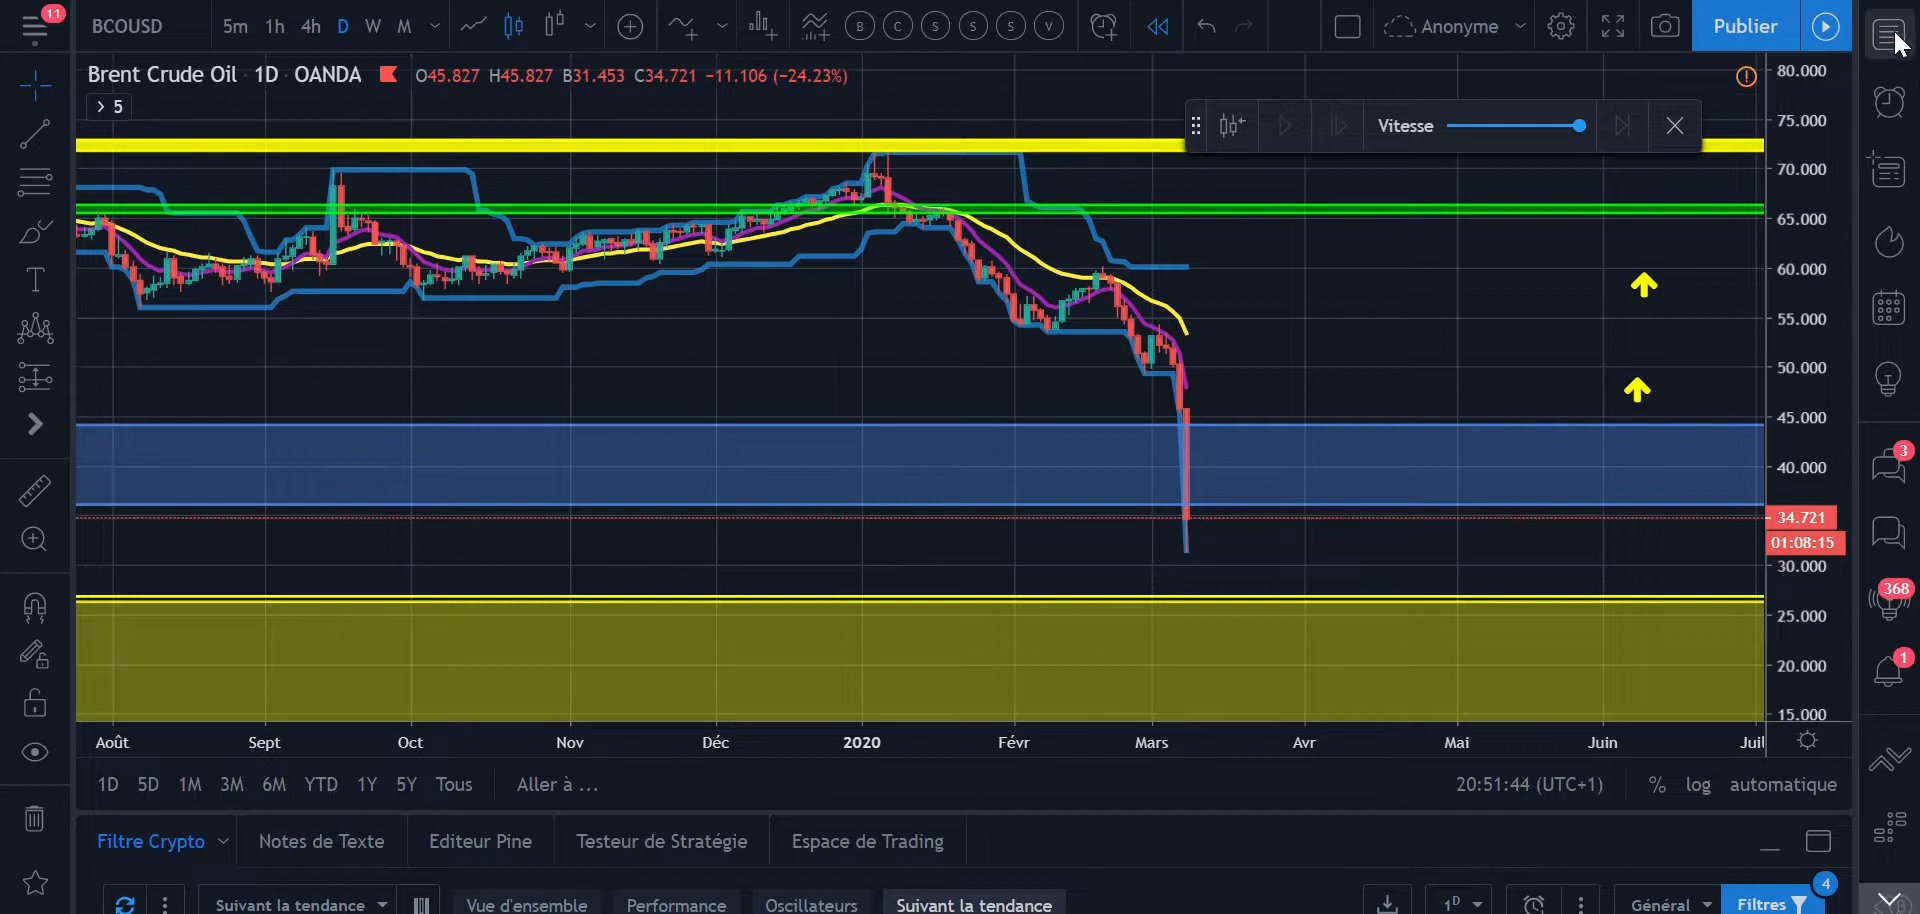 11
BCOUSD 5m 1h 4h D W M B C S S S V Anonyme Publier
Brent Crude Oil · 1D · OANDA O45.827 H45.827 B31.453 C34.721 −11.106 (−24.23%)
> 5
Vitesse
80.000
75.000
70.000
65.000
60.000
55.000
50.000
45.000
40.000
34.721
01:08:15
30.000
25.000
20.000
15.000
3
368
1
Août Sept Oct Nov Déc 2020 Févr Mars Avr Mai Juin Juil
1D 5D 1M 3M 6M YTD 1Y 5Y Tous Aller à ... 20:51:44 (UTC+1) % log automatique
Filtre Crypto Notes de Texte Editeur Pine Testeur de Stratégie Espace de Trading
Suivant la tendance Vue d'ensemble Performance Oscillateurs Suivant la tendance 1D Général Filtres 4